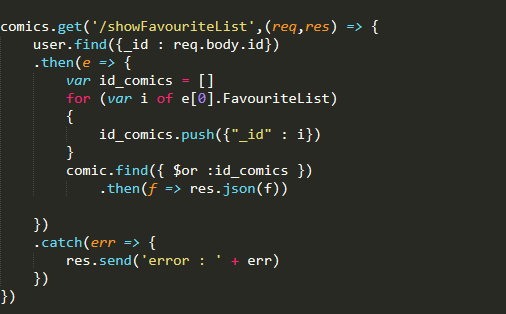 comics.get('/showFavouriteList',(req,res) => {
    user.find({_id : req.body.id})
    .then(e => {
        var id_comics = []
        for (var i of e[0].FavouriteList)
        {
            id_comics.push({"_id" : i})
        }
        comic.find({ $or :id_comics })
            .then(f => res.json(f))
    })
    .catch(err => {
        res.send('error : ' + err)
    })
})